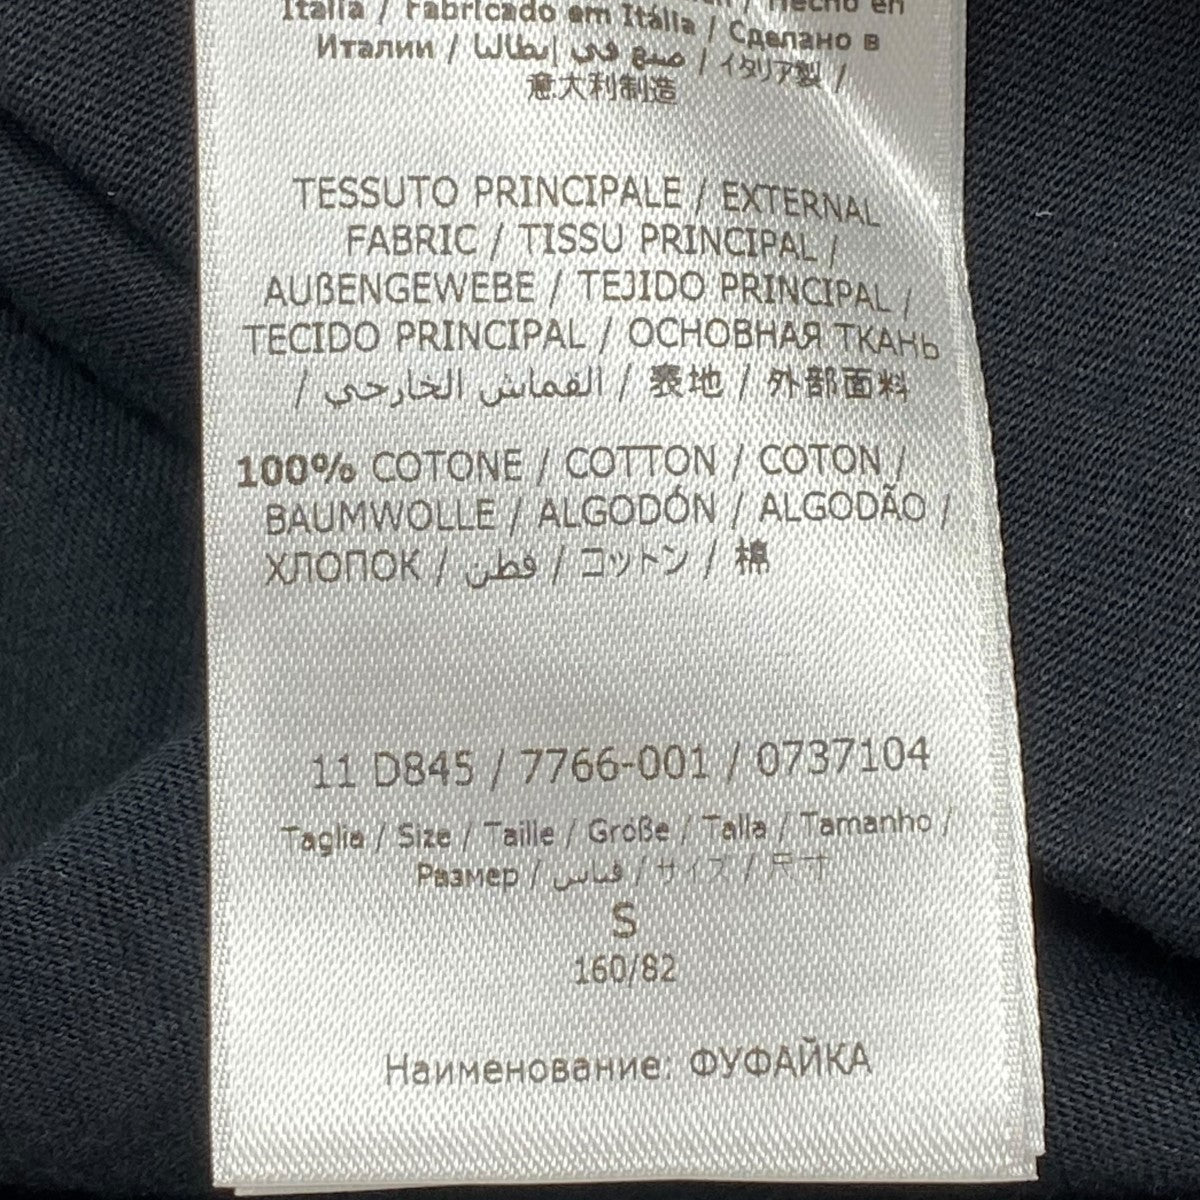 Italia / Fabricado em Itália / Сделано в
Италии / صنع في إيطاليا / イタリア製 /
意大利制造
TESSUTO PRINCIPALE / EXTERNAL
FABRIC / TISSU PRINCIPAL /
AUßENGEWEBE / TEJIDO PRINCIPAL /
TECIDO PRINCIPAL / ОСНОВНАЯ ТКАНЬ
/ القماش الخارجي / 表地 / 外部面料
100% COTONE / COTTON / COTON /
BAUMWOLLE / ALGODÓN / ALGODÃO /
ХЛОПОК / قطن / コットン / 棉
11 D845 / 7766-001 / 0737104
Taglia / Size / Taille / Größe / Talla / Tamanho /
Размер / قياس / サイズ / 尺寸
S
160/82
Наименование: ФУФАЙКА